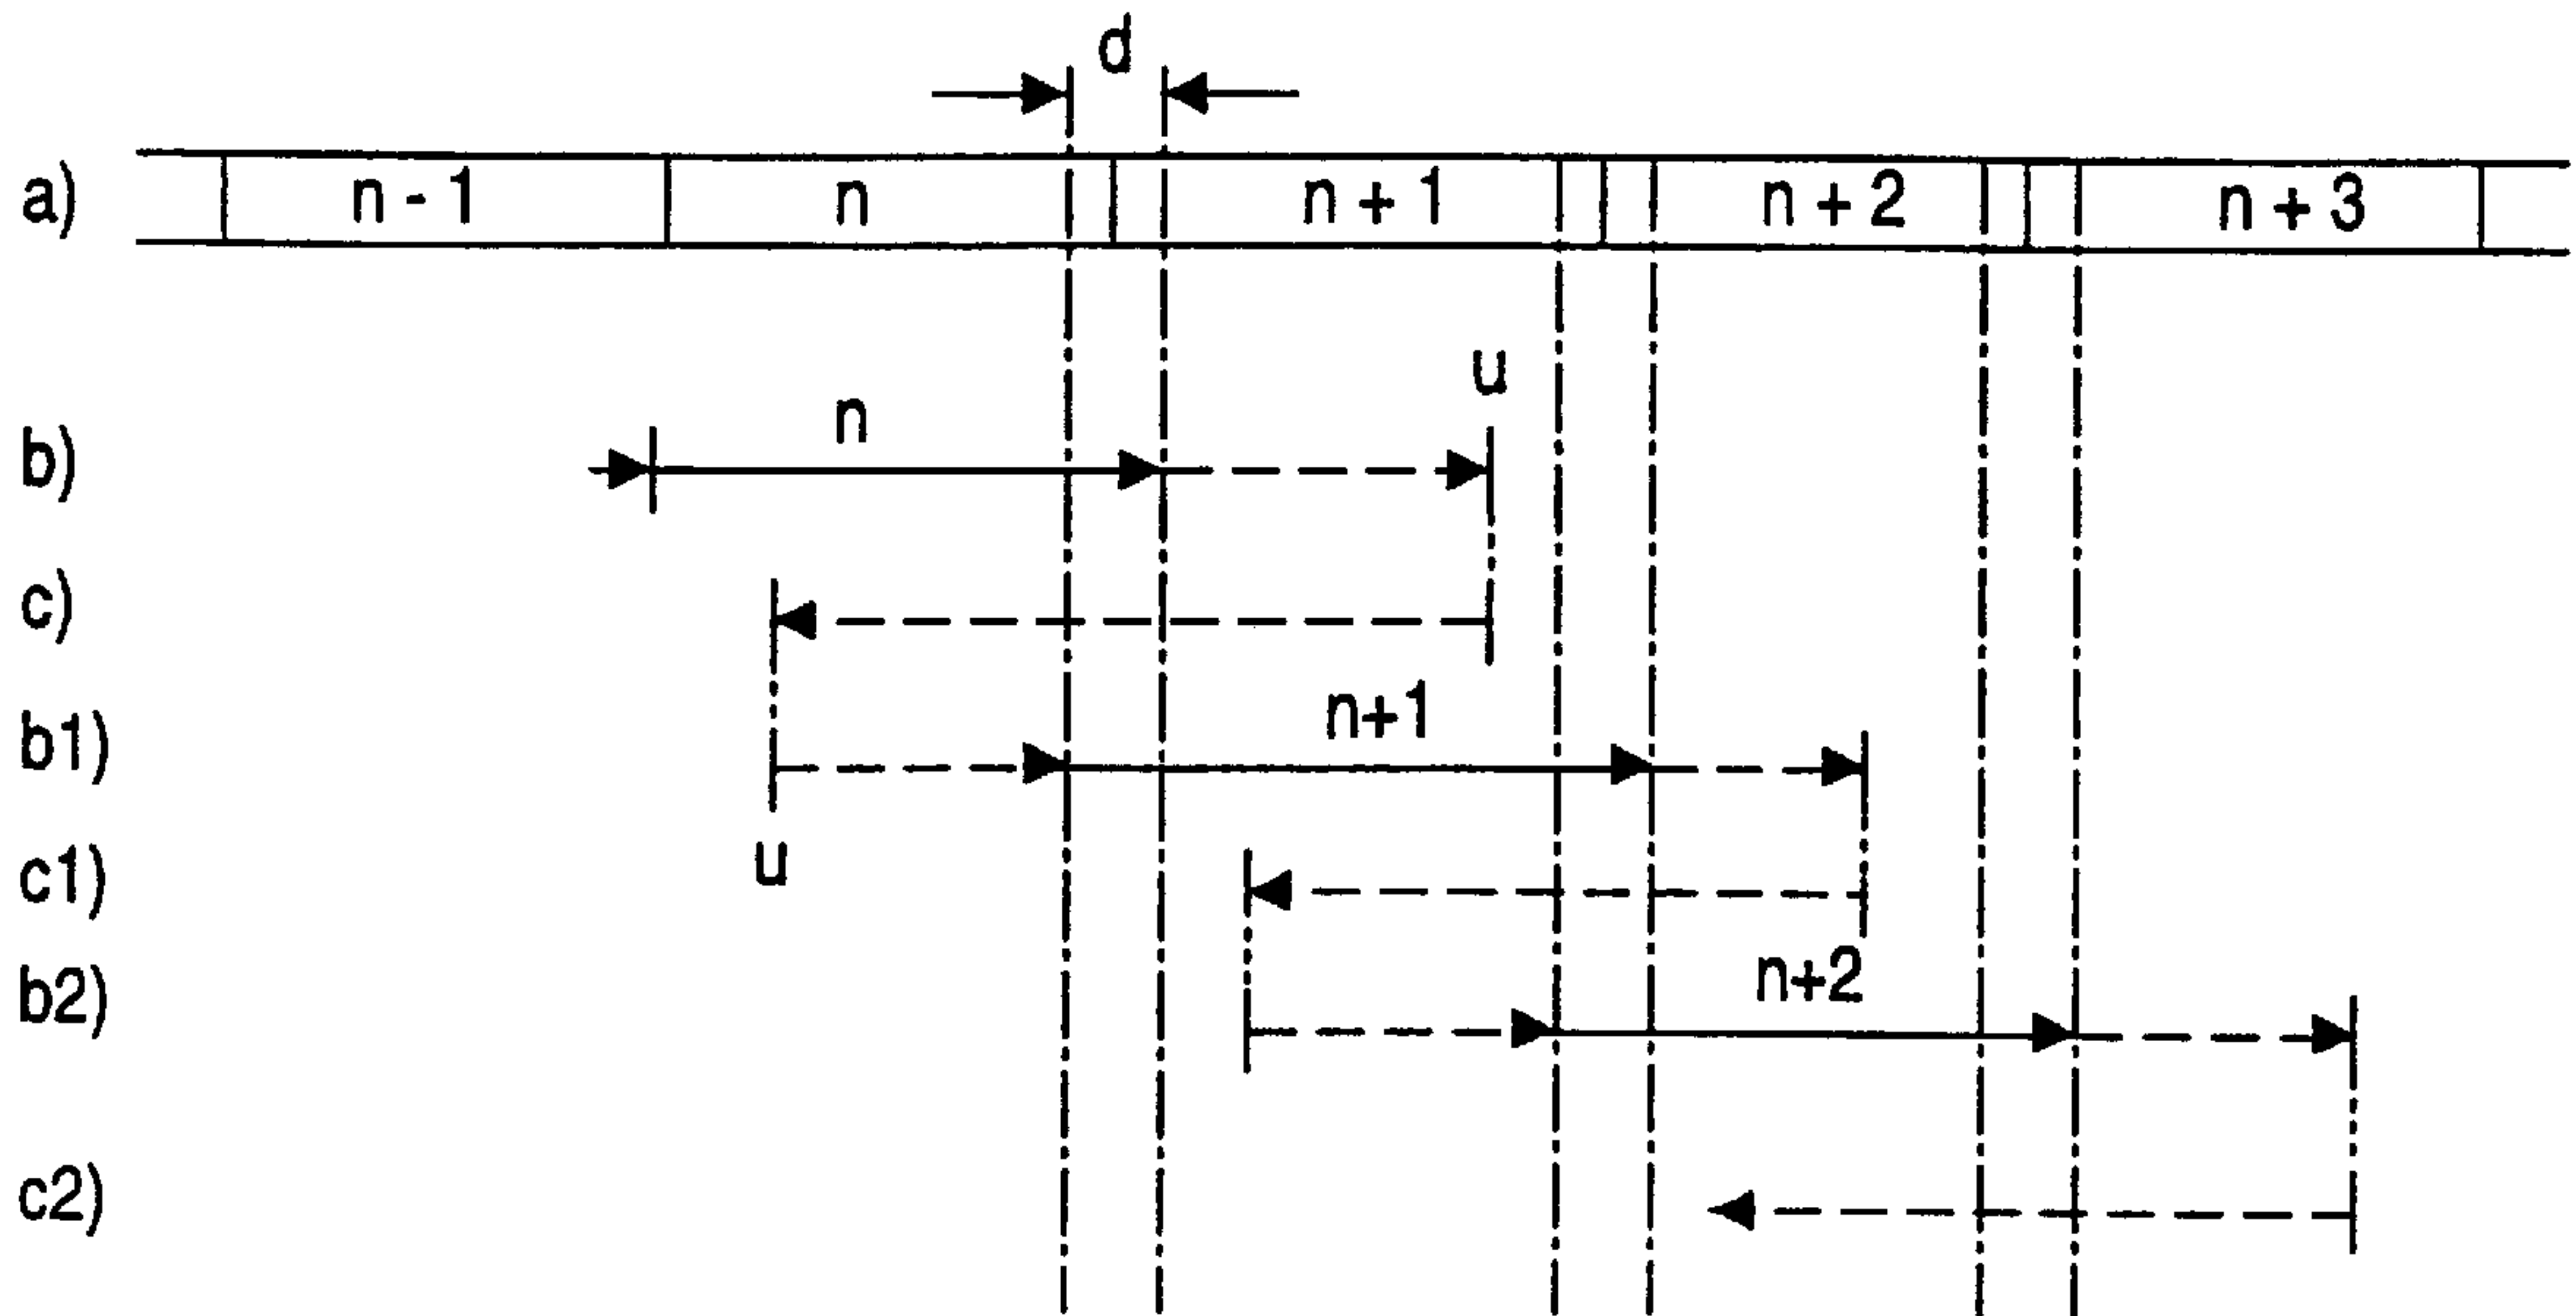 d
a) n - 1 n n + 1 n + 2 n + 3
u
b) n
c)
b1) n+1
u
c1)
b2) n+2
c2)